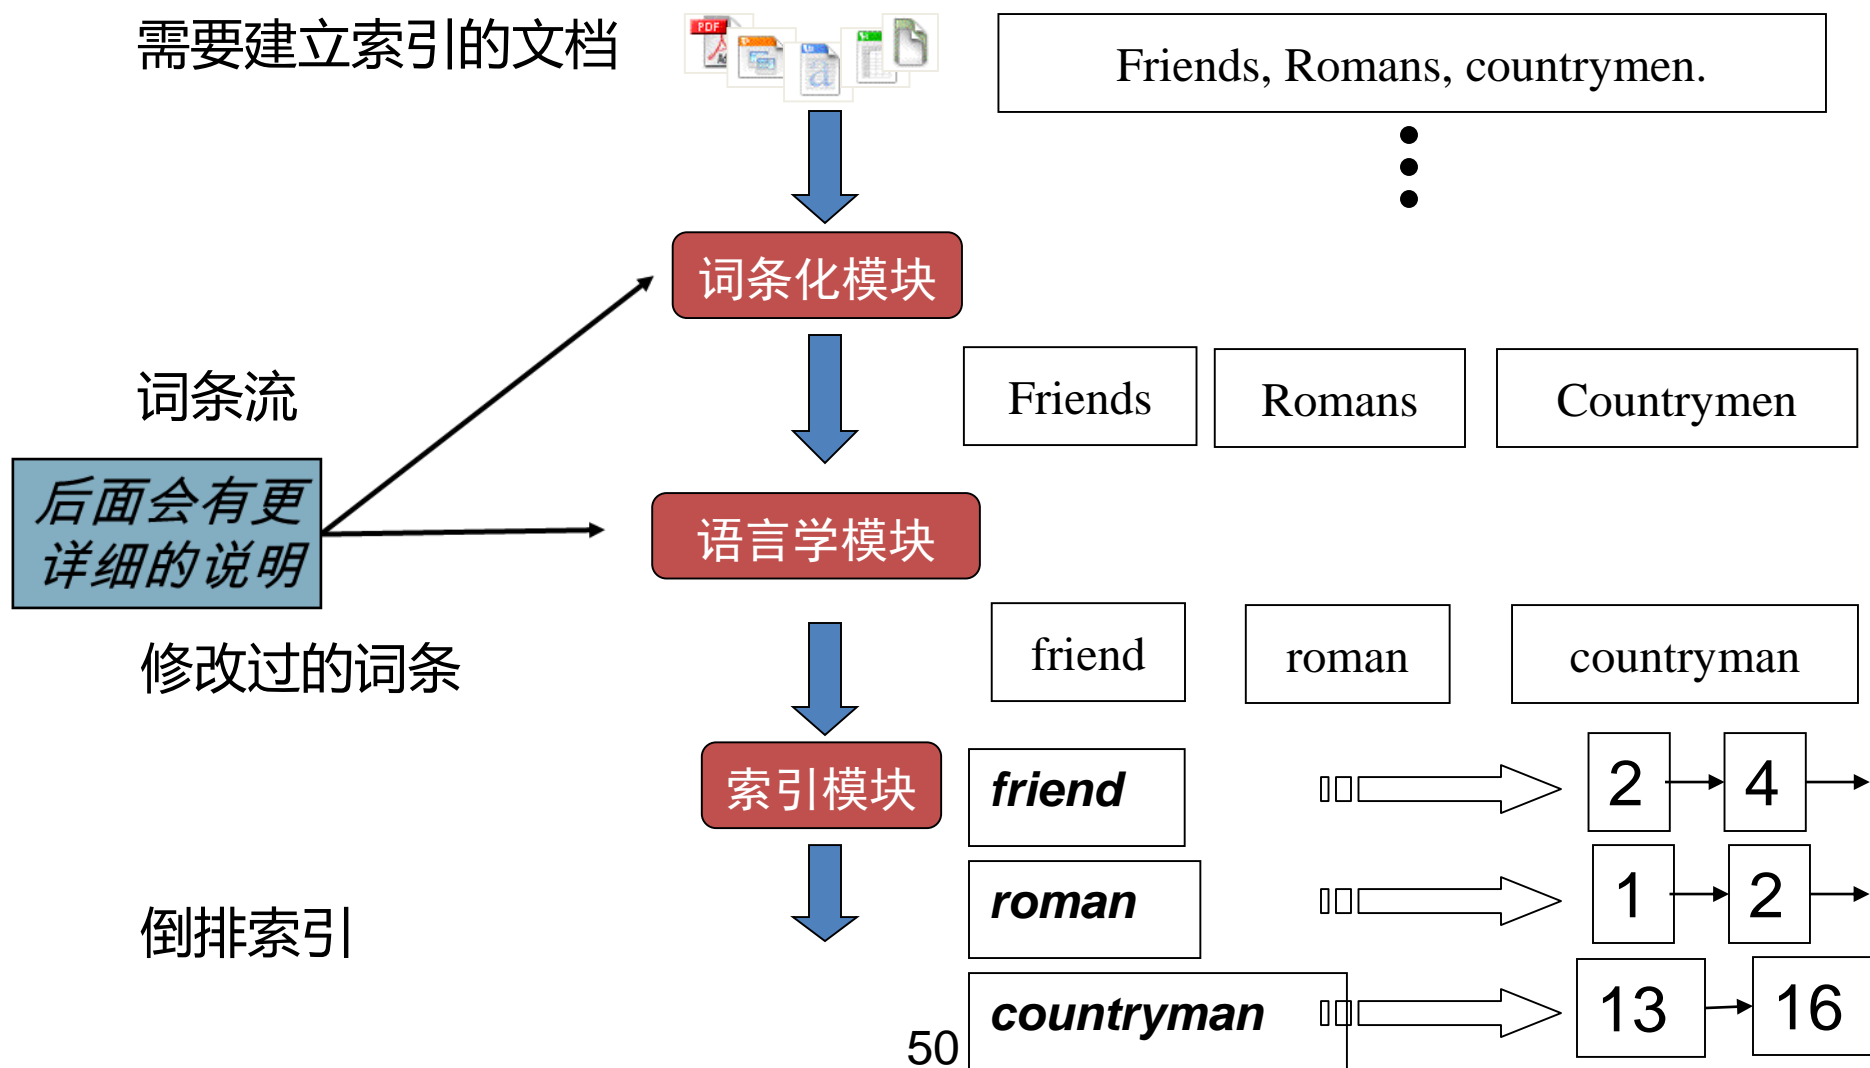 需要建立索引的文档
PDF
Friends, Romans, countrymen.
词条化模块
词条流
Friends
Romans
Countrymen
后面会有更
详细的说明
语言学模块
修改过的词条
friend
roman
countryman
索引模块
friend
2
4
倒排索引
roman
1
2
countryman
13
16
50